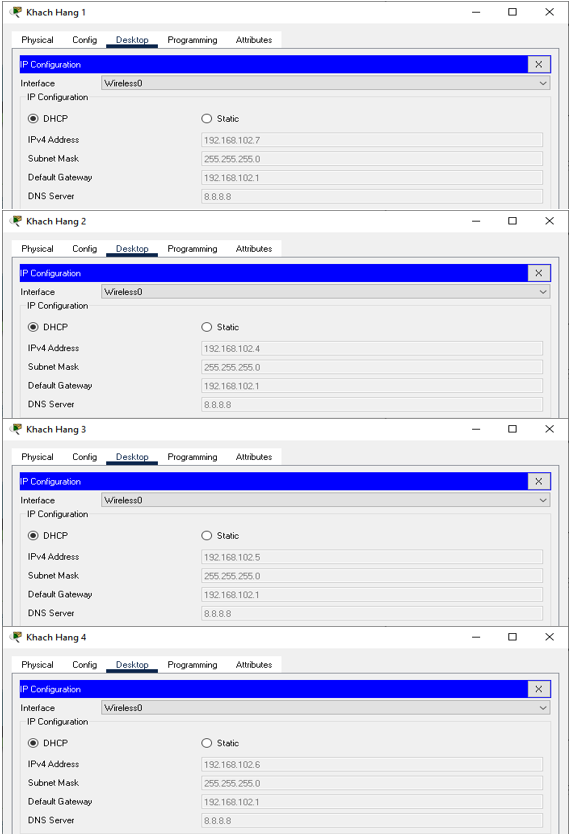 Khach Hang 1
Physical Config Desktop Programming Attributes
IP Configuration X
Interface Wireless0
IP Configuration
DHCP Static
IPv4 Address 192.168.102.7
Subnet Mask 255.255.255.0
Default Gateway 192.168.102.1
DNS Server 8.8.8.8
Khach Hang 2
Physical Config Desktop Programming Attributes
IP Configuration X
Interface Wireless0
IP Configuration
DHCP Static
IPv4 Address 192.168.102.4
Subnet Mask 255.255.255.0
Default Gateway 192.168.102.1
DNS Server 8.8.8.8
Khach Hang 3
Physical Config Desktop Programming Attributes
IP Configuration X
Interface Wireless0
IP Configuration
DHCP Static
IPv4 Address 192.168.102.5
Subnet Mask 255.255.255.0
Default Gateway 192.168.102.1
DNS Server 8.8.8.8
Khach Hang 4
Physical Config Desktop Programming Attributes
IP Configuration X
Interface Wireless0
IP Configuration
DHCP Static
IPv4 Address 192.168.102.6
Subnet Mask 255.255.255.0
Default Gateway 192.168.102.1
DNS Server 8.8.8.8